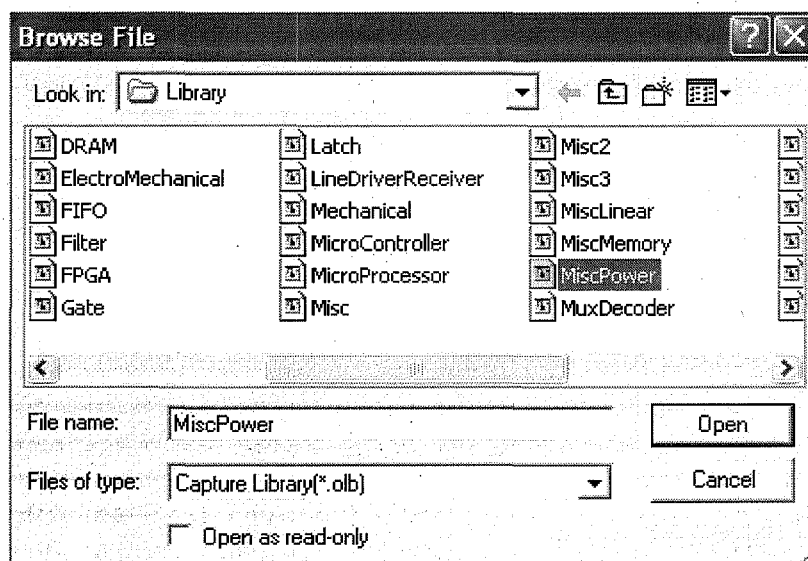 Browse File
Look in: Library
DRAM Latch Misc2
ElectroMechanical LineDriverReceiver Misc3
FIFO Mechanical MiscLinear
Filter MicroController MiscMemory
FPGA MicroProcessor MiscPower
Gate Misc MuxDecoder
File name: MiscPower Open
Files of type: Capture Library(*.olb) Cancel
Open as read-only